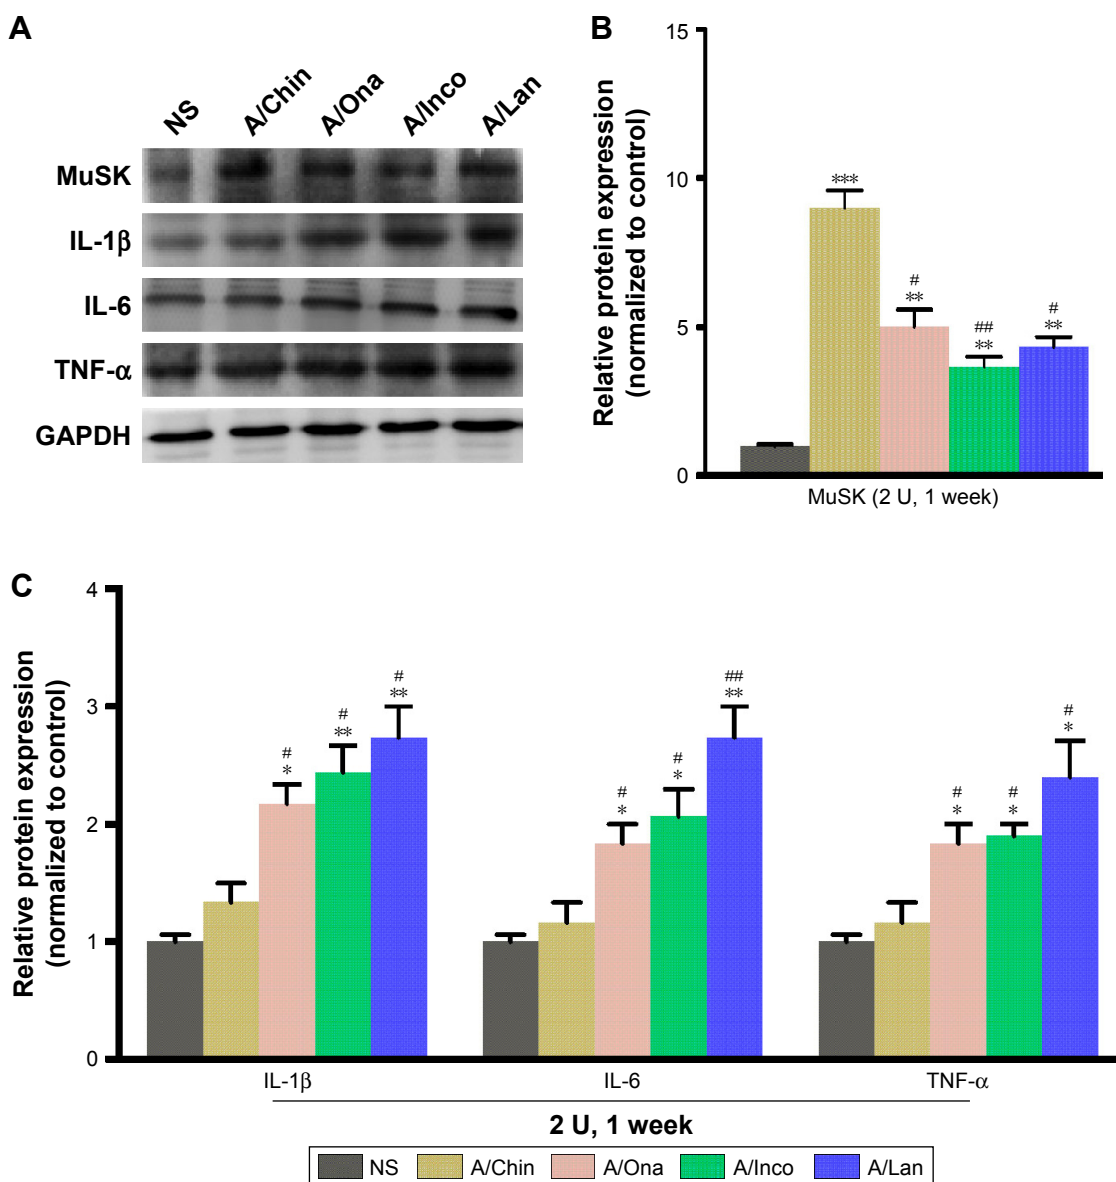 A
NS
A/Chin
A/Ona
A/Inco
A/Lan
MuSK
IL-1β
IL-6
TNF-α
GAPDH
B
Relative protein expression
(normalized to control)
15
10
5
0
***
#
**
##
**
#
**
MuSK (2 U, 1 week)
C
Relative protein expression
(normalized to control)
4
3
2
1
0
#
*
#
**
#
**
#
*
#
*
##
**
#
*
#
*
#
*
IL-1β
IL-6
TNF-α
2 U, 1 week
NS
A/Chin
A/Ona
A/Inco
A/Lan